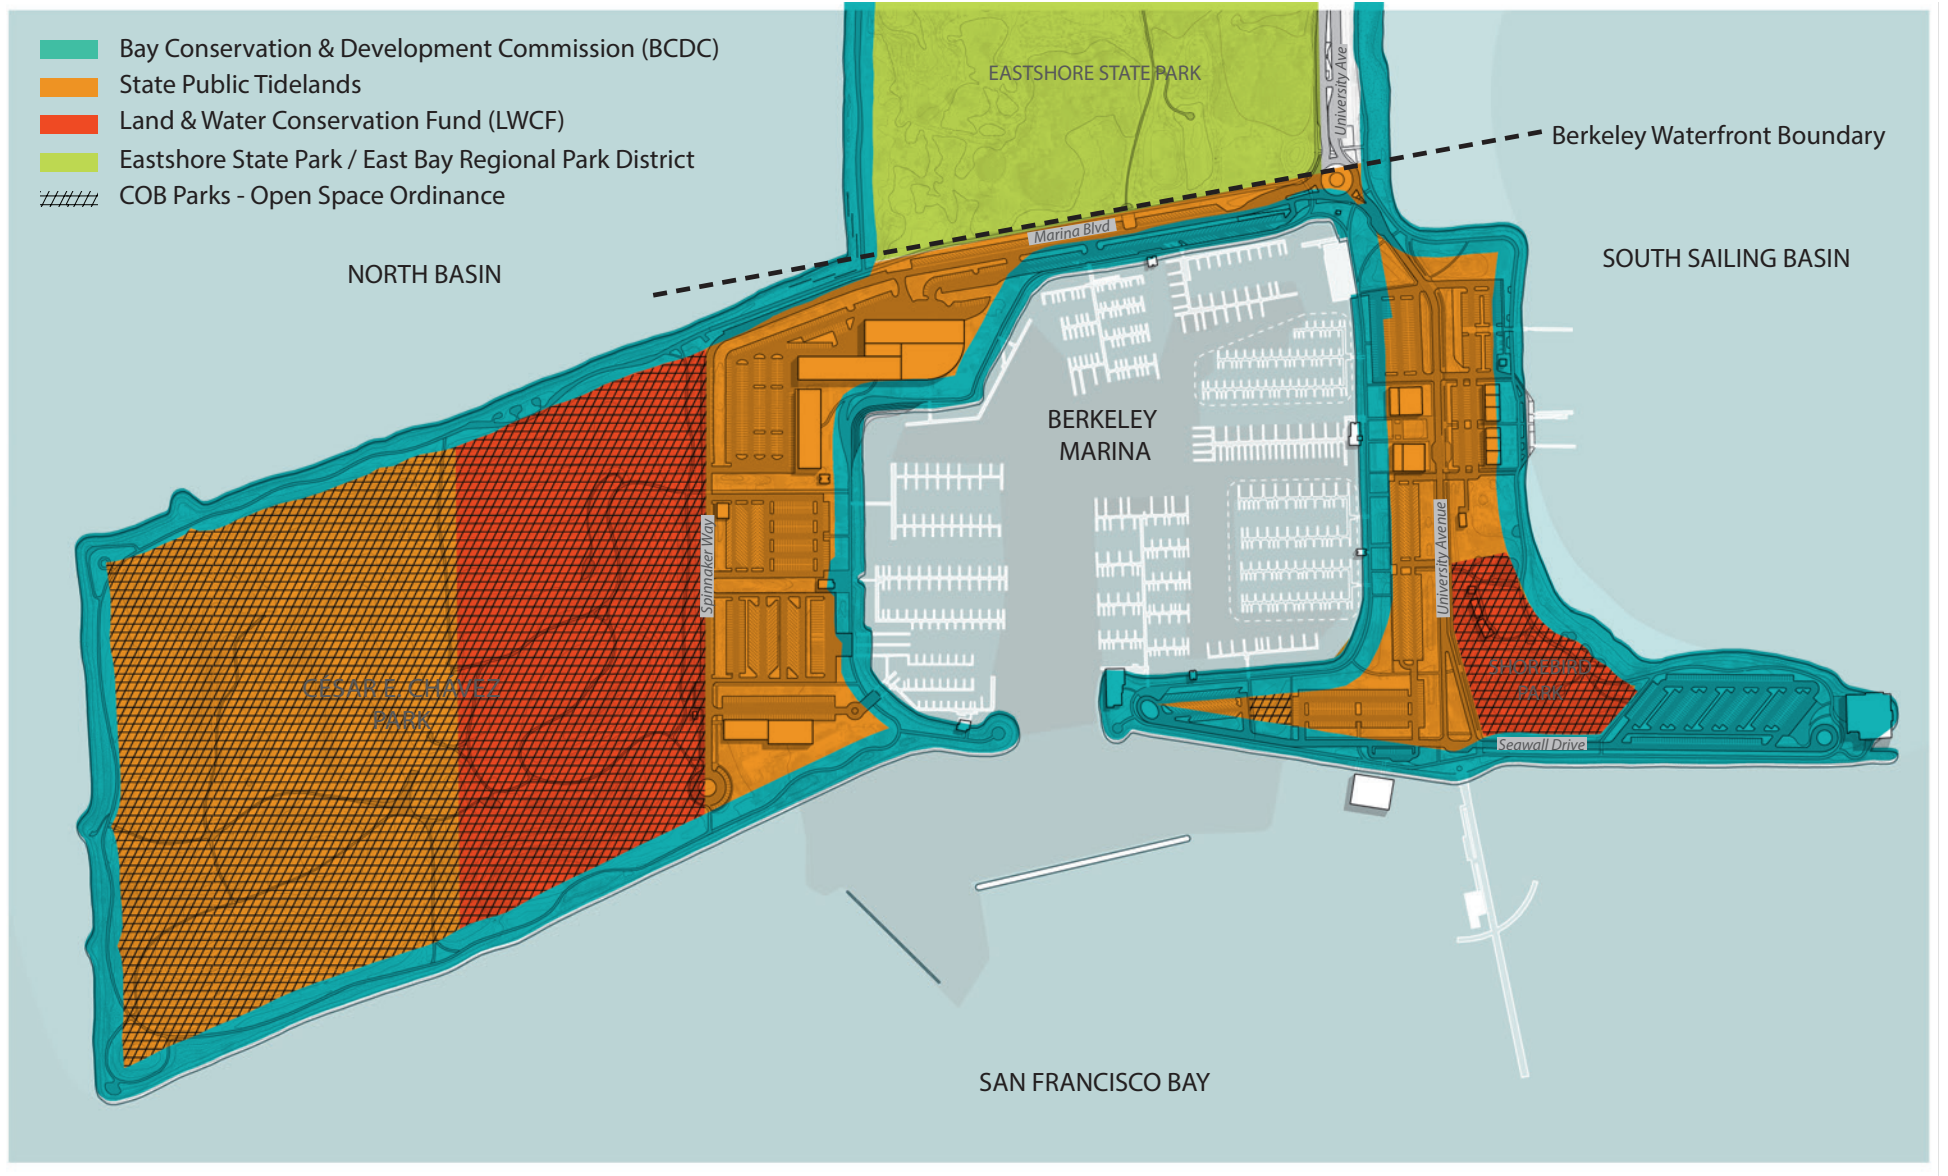 Bay Conservation & Development Commission (BCDC)
State Public Tidelands
Land & Water Conservation Fund (LWCF)
Eastshore State Park / East Bay Regional Park District
COB Parks - Open Space Ordinance
EASTSHORE STATE PARK
University Ave
Berkeley Waterfront Boundary
Marina Blvd
NORTH BASIN
SOUTH SAILING BASIN
BERKELEY
MARINA
Spinnaker Way
University Avenue
CESAR E. CHAVEZ
PARK
SHOREBIRD
PARK
Seawall Drive
SAN FRANCISCO BAY